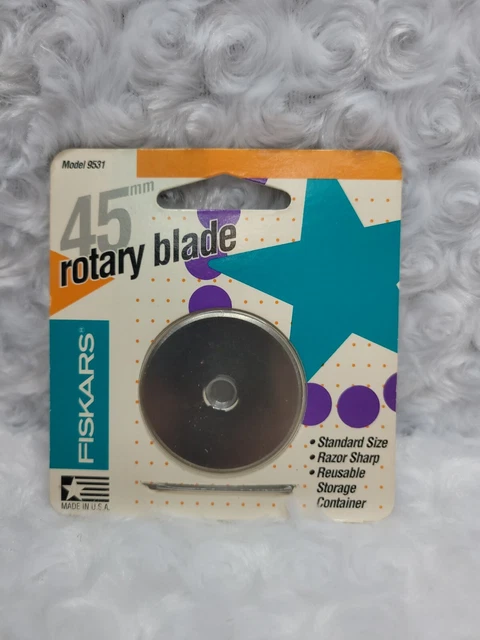 Model 9531
45mm
rotary blade
FISKARS®
• Standard Size
• Razor Sharp
• Reusable
Storage
Container
MADE IN U.S.A.